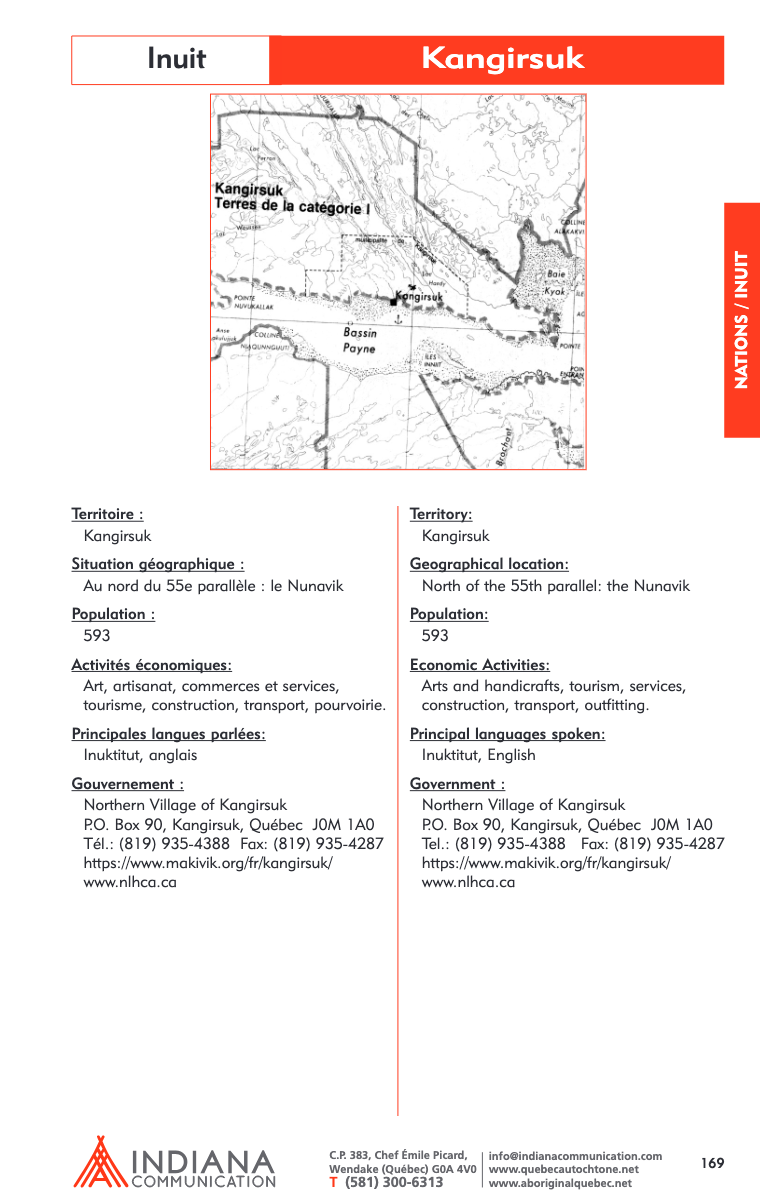 Inuit
Kangirsuk
Kangirsuk
Terres de la catégorie I
Baie
Kyak
Kangirsuk
POINTE
NUVUKALLAK
Bassin
Payne
Anse
COLLINE
ILES
INNIT
POINTE
Brochant
NATIONS / INUIT
Territoire :
Kangirsuk
Situation géographique :
Au nord du 55e parallèle : le Nunavik
Population :
593
Activités économiques:
Art, artisanat, commerces et services,
tourisme, construction, transport, pourvoirie.
Principales langues parlées:
Inuktitut, anglais
Gouvernement :
Northern Village of Kangirsuk
P.O. Box 90, Kangirsuk, Québec J0M 1A0
Tél.: (819) 935-4388 Fax: (819) 935-4287
https://www.makivik.org/fr/kangirsuk/
www.nlhca.ca
Territory:
Kangirsuk
Geographical location:
North of the 55th parallel: the Nunavik
Population:
593
Economic Activities:
Arts and handicrafts, tourism, services,
construction, transport, outfitting.
Principal languages spoken:
Inuktitut, English
Government :
Northern Village of Kangirsuk
P.O. Box 90, Kangirsuk, Québec J0M 1A0
Tel.: (819) 935-4388 Fax: (819) 935-4287
https://www.makivik.org/fr/kangirsuk/
www.nlhca.ca
INDIANA
COMMUNICATION
C.P. 383, Chef Émile Picard,
Wendake (Québec) G0A 4V0
T (581) 300-6313
info@indianacommunication.com
www.quebecautochtone.net
www.aboriginalquebec.net
169